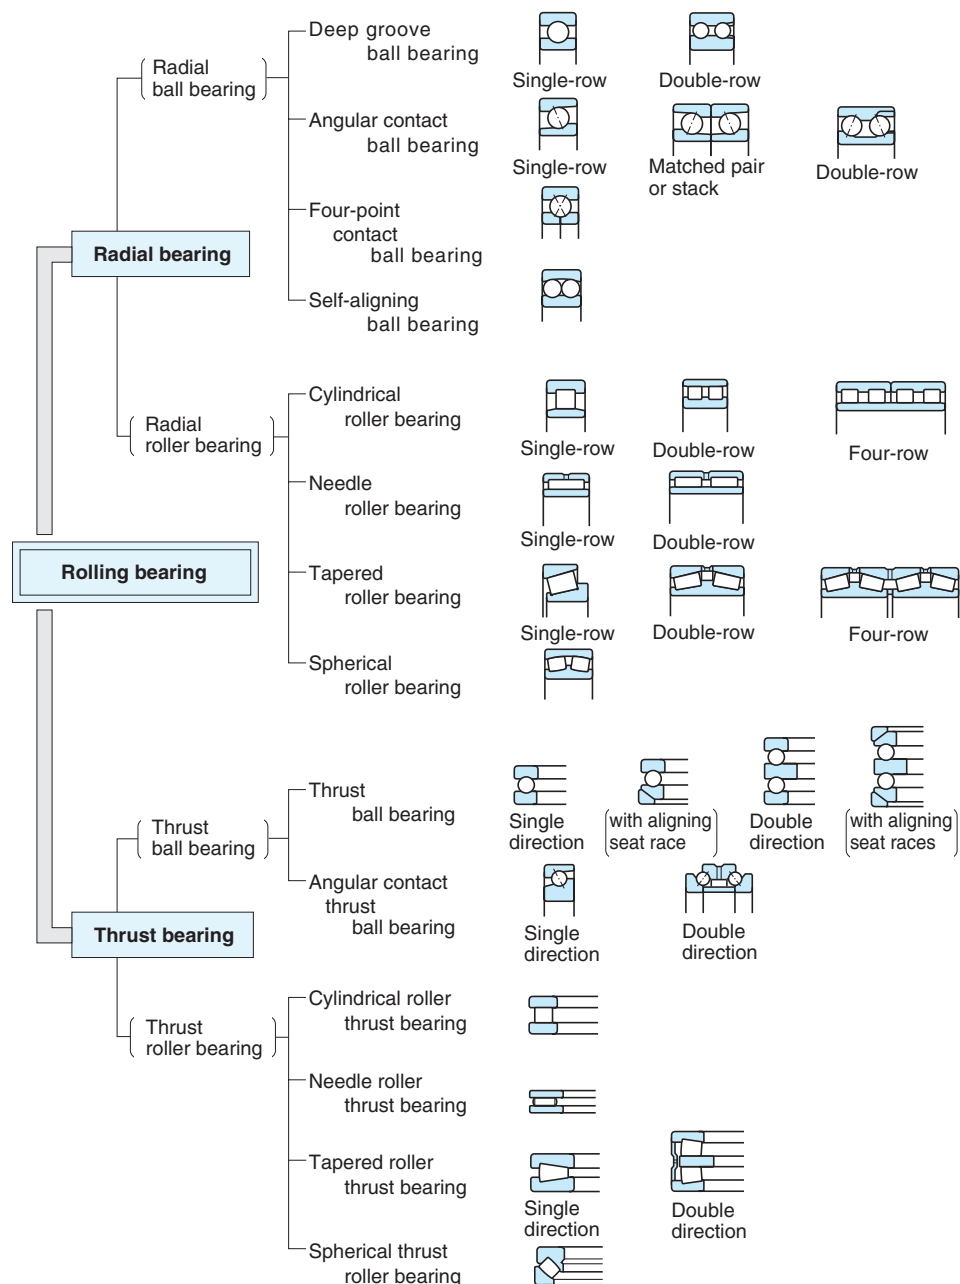 Deep groove
ball bearing
Single-row
Double-row
Radial
ball bearing
Angular contact
ball bearing
Single-row
Matched pair
or stack
Double-row
Four-point
contact
ball bearing
Radial bearing
Self-aligning
ball bearing
Cylindrical
roller bearing
Single-row
Double-row
Four-row
Radial
roller bearing
Needle
roller bearing
Single-row
Double-row
Rolling bearing
Tapered
roller bearing
Single-row
Double-row
Four-row
Spherical
roller bearing
Thrust
ball bearing
Single
direction
(with aligning
seat race)
Double
direction
(with aligning
seat races)
Thrust
ball bearing
Angular contact
thrust
ball bearing
Single
direction
Double
direction
Thrust bearing
Cylindrical roller
thrust bearing
Thrust
roller bearing
Needle roller
thrust bearing
Tapered roller
thrust bearing
Single
direction
Double
direction
Spherical thrust
roller bearing